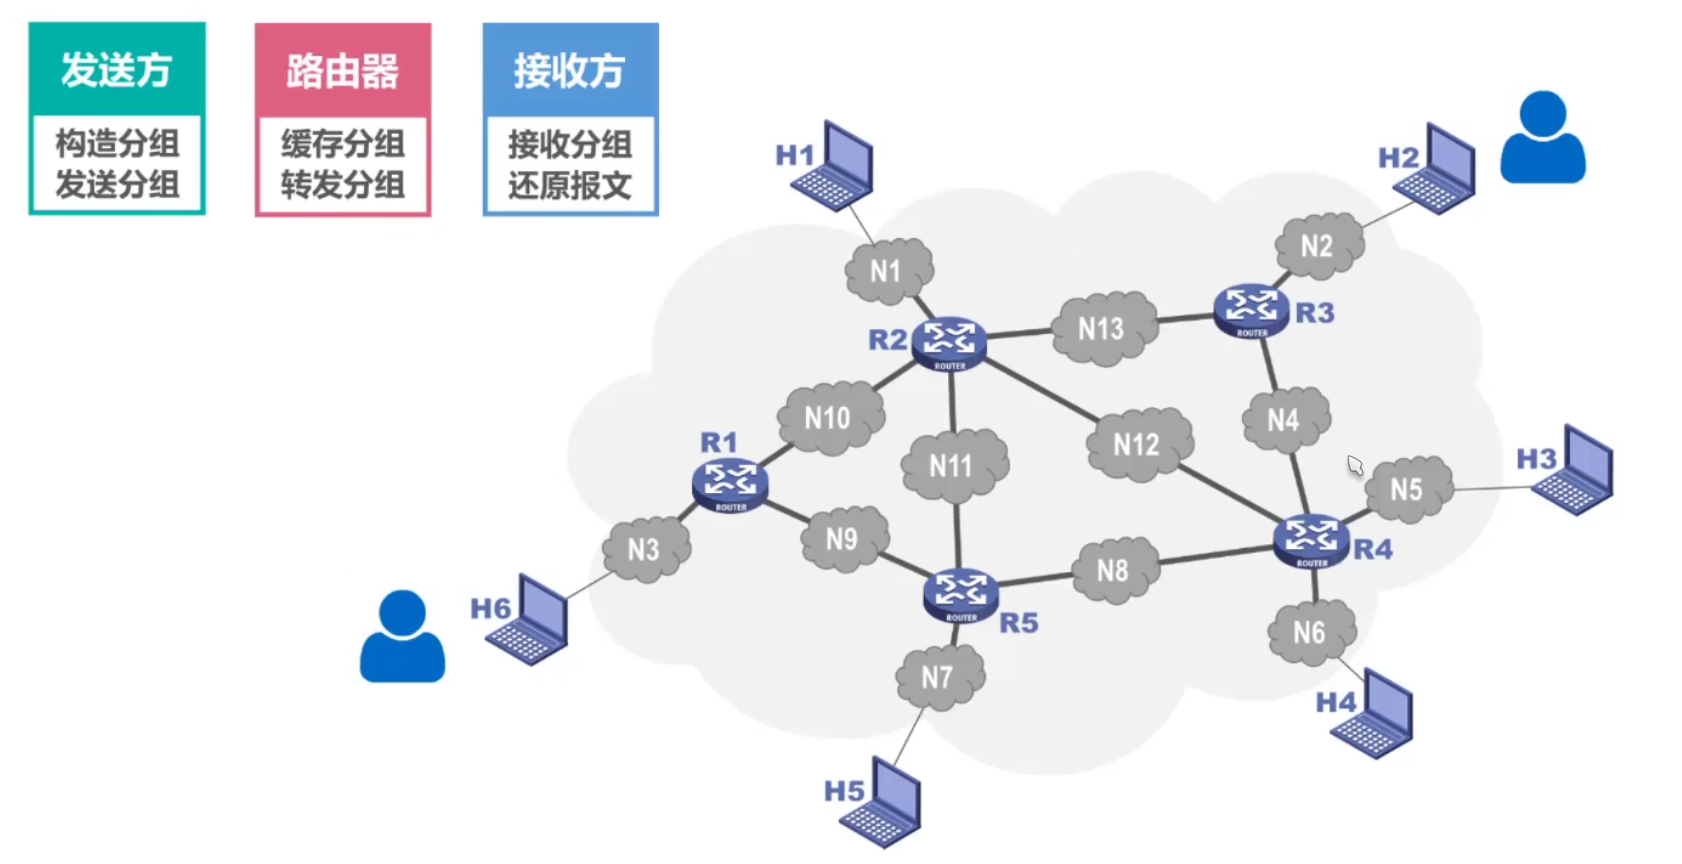 发送方
构造分组
发送分组
路由器
缓存分组
转发分组
接收方
接收分组
还原报文
H1
H2
N1
N2
R3
ROUTER
N13
R2
ROUTER
N10
N4
R1
ROUTER
N12
N11
H3
N5
N3
N9
R4
ROUTER
N8
H6
R5
ROUTER
N6
N7
H4
H5